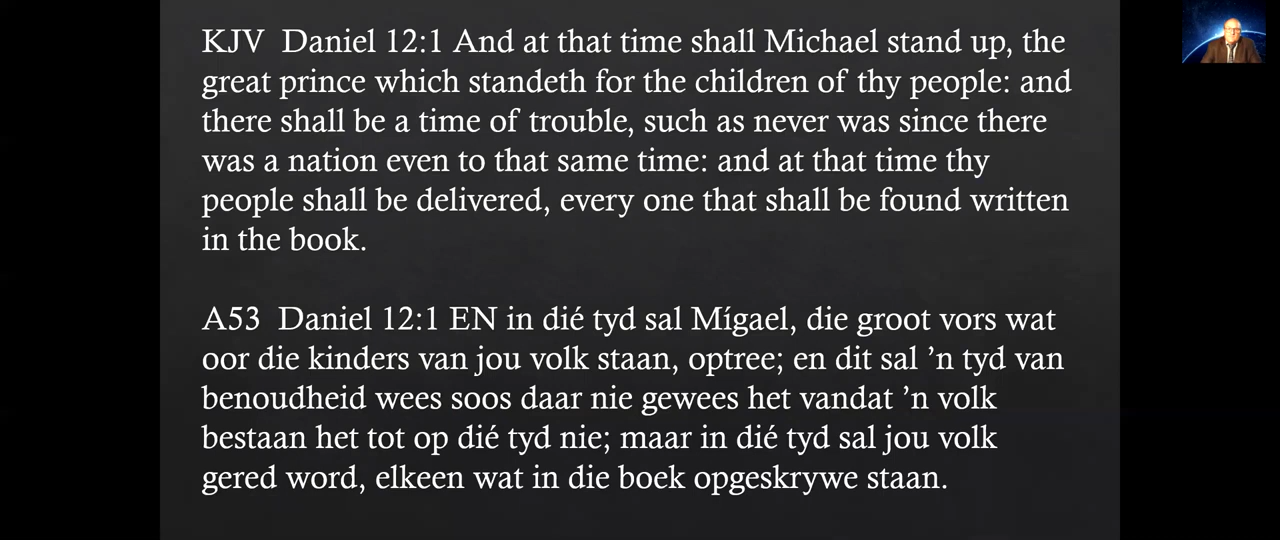 KJV Daniel 12:1 And at that time shall Michael stand up, the
great prince which standeth for the children of thy people: and
there shall be a time of trouble, such as never was since there
was a nation even to that same time: and at that time thy
people shall be delivered, every one that shall be found written
in the book.
A53 Daniel 12:1 EN in dié tyd sal Mígael, die groot vors wat
oor die kinders van jou volk staan, optree; en dit sal ’n tyd van
benoudheid wees soos daar nie gewees het vandat ’n volk
bestaan het tot op dié tyd nie; maar in dié tyd sal jou volk
gered word, elkeen wat in die boek opgeskrywe staan.